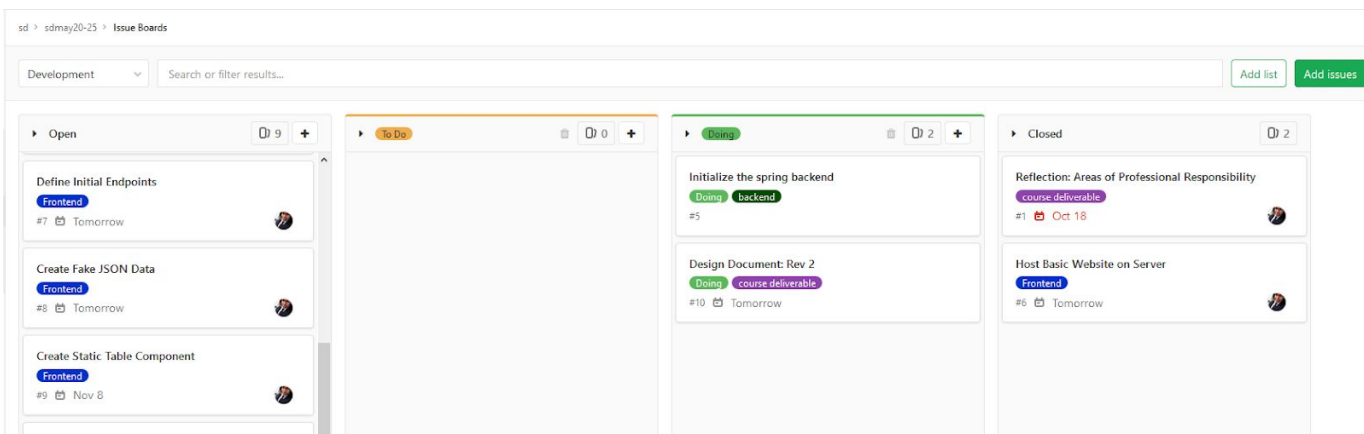 sd > sdmay20-25 > Issue Boards
Development
Search or filter results...
Add list
Add issues
Open
9
+
Define Initial Endpoints
Frontend
#7 Tomorrow
Create Fake JSON Data
Frontend
#8 Tomorrow
Create Static Table Component
Frontend
#9 Nov 8
To Do
0
+
Doing
2
+
Initialize the spring backend
Doing backend
#5
Design Document: Rev 2
Doing course deliverable
#10 Tomorrow
Closed
2
Reflection: Areas of Professional Responsibility
course deliverable
#1 Oct 18
Host Basic Website on Server
Frontend
#6 Tomorrow